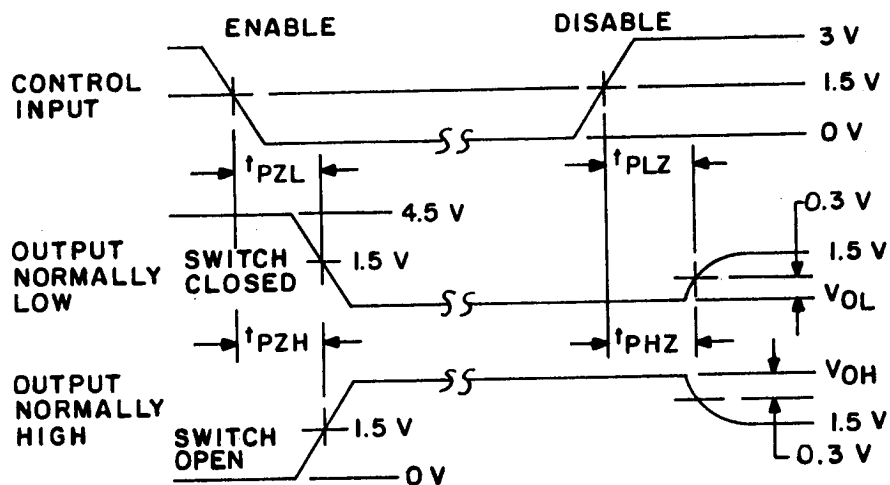 ENABLE
DISABLE
3 V
CONTROL
INPUT
1.5 V
0 V
tPZL
tPLZ
0.3 V
4.5 V
OUTPUT
NORMALLY
LOW
SWITCH
CLOSED
1.5 V
1.5 V
VOL
tPZH
tPHZ
VOH
OUTPUT
NORMALLY
HIGH
SWITCH
OPEN
1.5 V
1.5 V
0.3 V
0 V